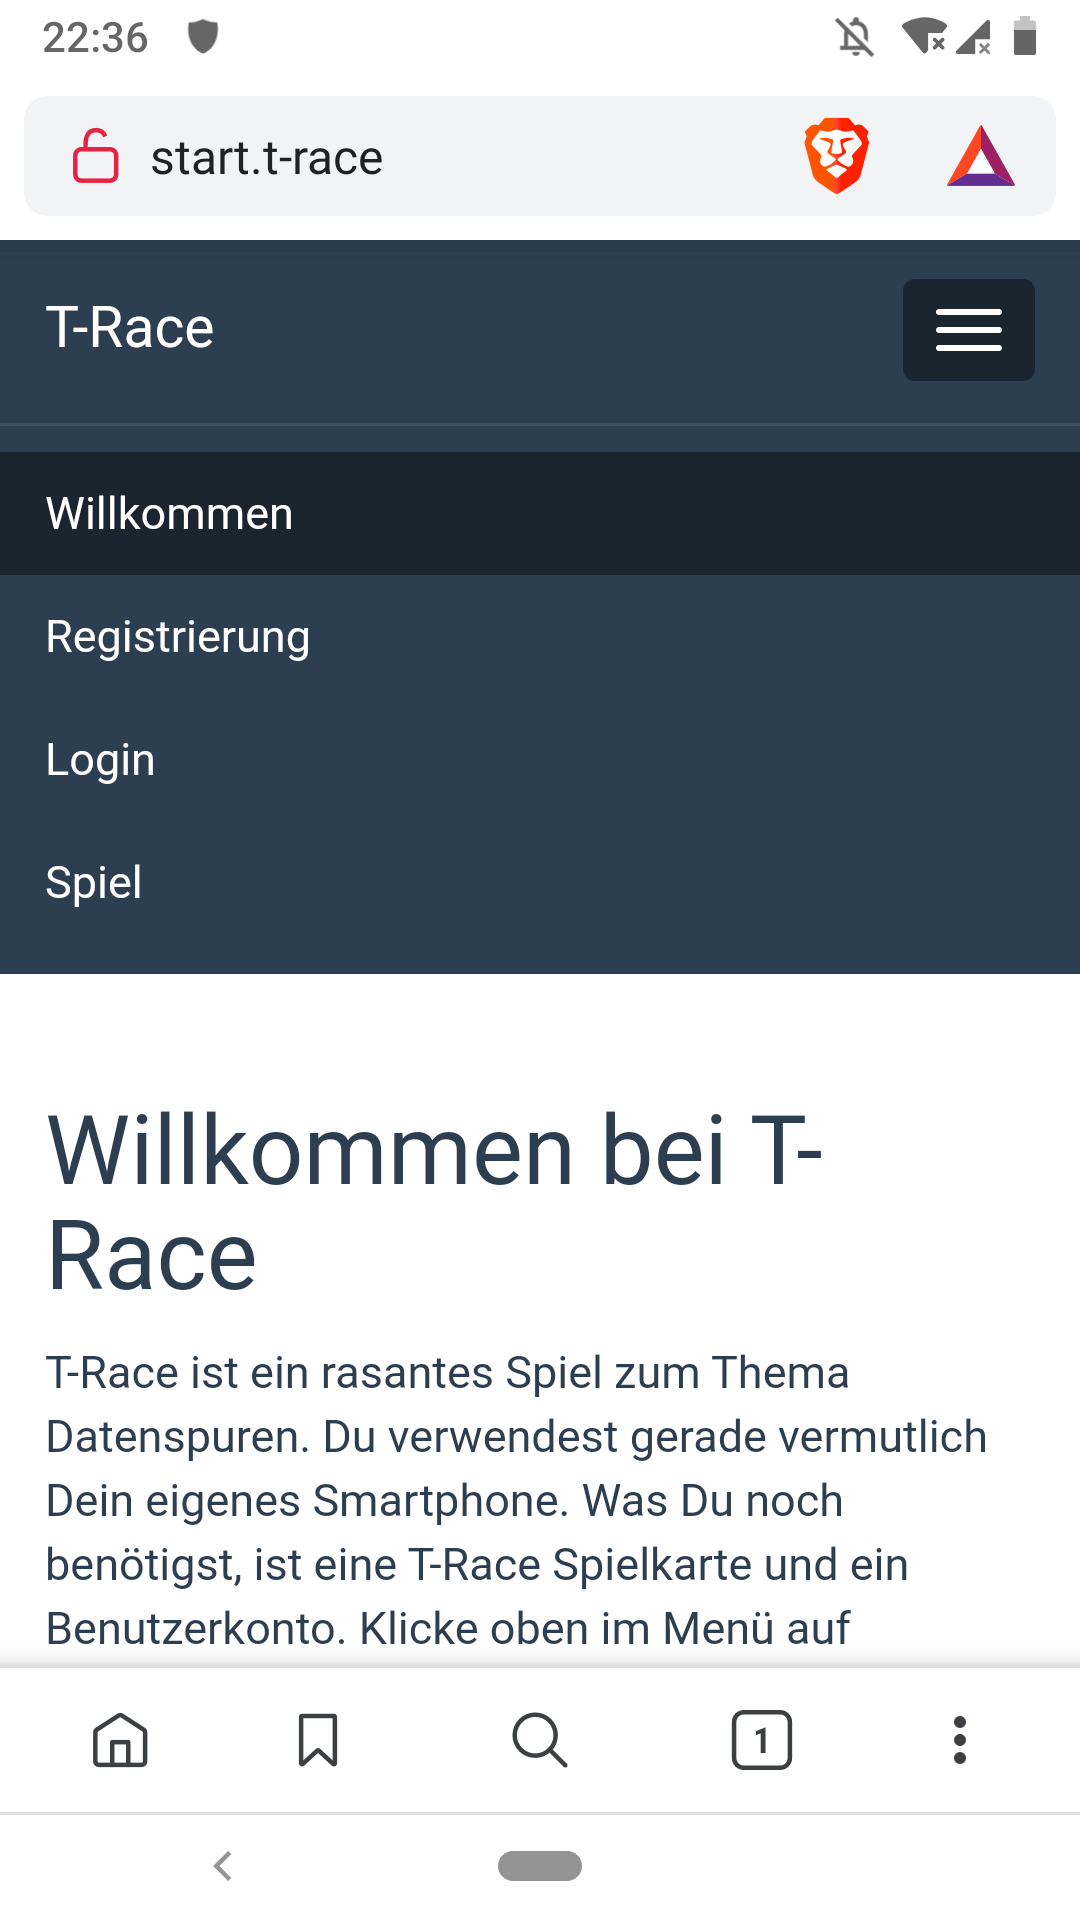 22:36
start.t-race
T-Race
Willkommen
Registrierung
Login
Spiel
Willkommen bei T-
Race
T-Race ist ein rasantes Spiel zum Thema
Datenspuren. Du verwendest gerade vermutlich
Dein eigenes Smartphone. Was Du noch
benötigst, ist eine T-Race Spielkarte und ein
Benutzerkonto. Klicke oben im Menü auf
1